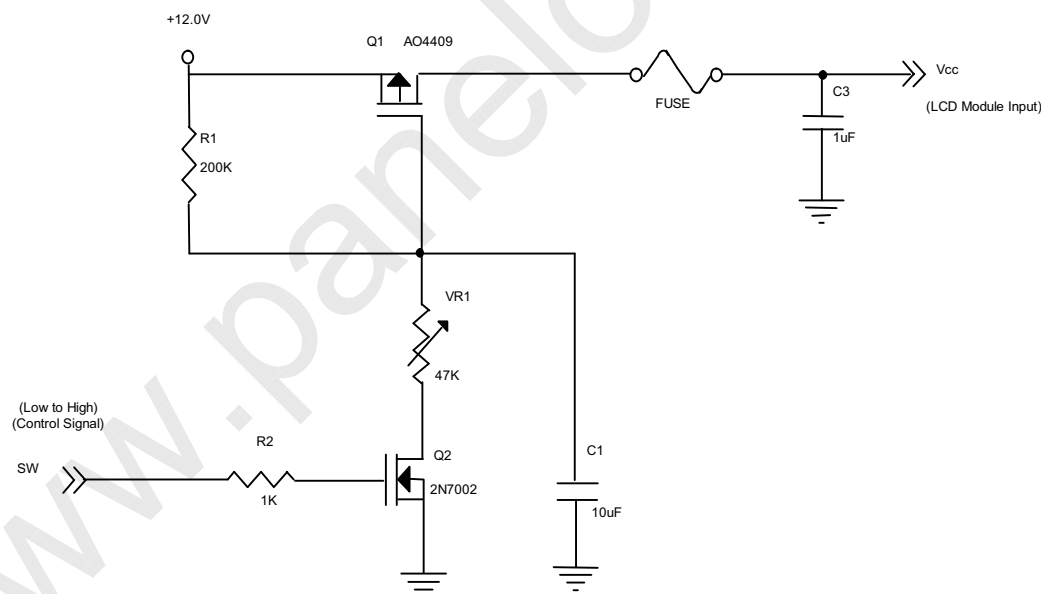 +12.0V
Q1 AO4409
Vcc
C3
FUSE
(LCD Module Input)
R1
1uF
200K
VR1
47K
(Low to High)
(Control Signal)
R2
Q2
C1
SW
2N7002
1K
10uF
www.panelo